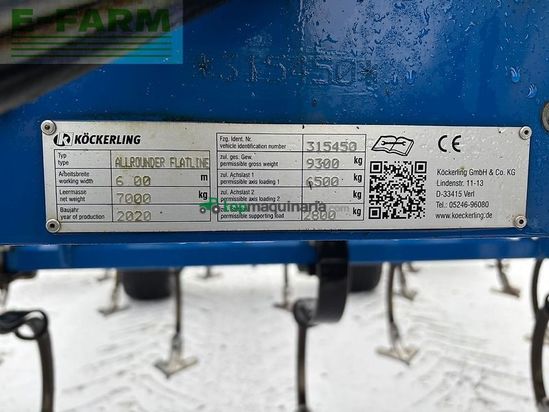 E-FARM
*315450*
KÖCKERLING
Typ
type
ALLROUNDER FLATLINE
Arbeitsbreite
working width
6.00 m
Leermasse
net weight
7000 kg
Baujahr
year of production
2020
Fzg. Ident. Nr.
vehicle identification number
315450
zul. ges. Gew.
permissible gross weight
9300 kg
zul. Achslast 1
permissible axle loading 1
6500 kg
zul. Achslast 2
permissible axle loading 2
kg
permissible supporting load
2800 kg
topmaquinaria.com
CE
Köckerling GmbH & Co. KG
Lindenstr. 11-13
D-33415 Verl
Tel.: 05246-96080
www.koeckerling.de